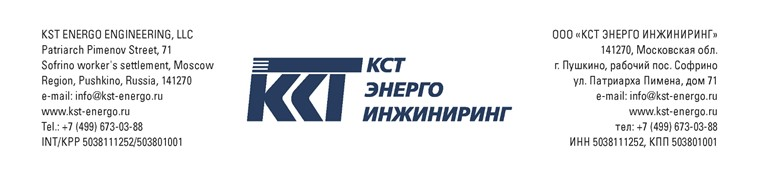 KST ENERGO ENGINEERING, LLC
Patriarch Pimenov Street, 71
Sofrino worker's settlement, Moscow
Region, Pushkino, Russia, 141270
e-mail: info@kst-energo.ru
www.kst-energo.ru
Tel.: +7 (499) 673-03-88
INT/KPP 5038111252/503801001
КСТ
КСТ
ЭНЕРГО
ИНЖИНИРИНГ
ООО «КСТ ЭНЕРГО ИНЖИНИРИНГ»
141270, Московская обл.
г. Пушкино, рабочий пос. Софрино
ул. Патриарха Пимена, дом 71
e-mail: info@kst-energo.ru
www.kst-energo.ru
тел: +7 (499) 673-03-88
ИНН 5038111252, КПП 503801001